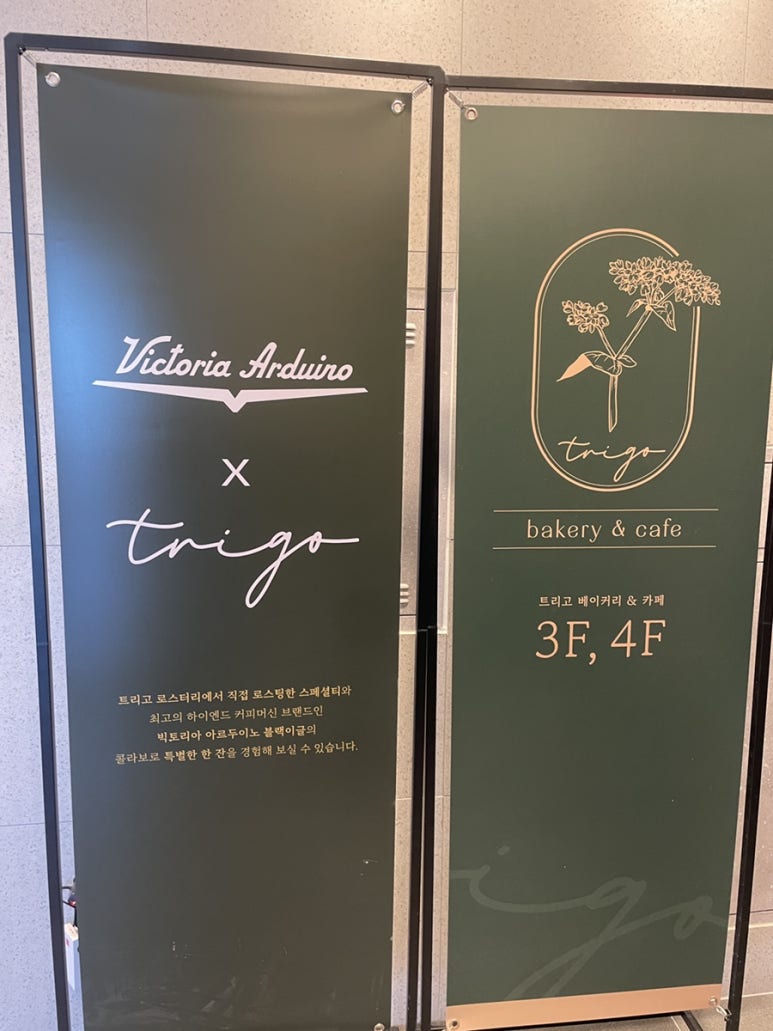 Victoria Arduino
X
trigo
트리고 로스터리에서 직접 로스팅한 스페셜티와
최고의 하이엔드 커피머신 브랜드인
빅토리아 아르두이노 블랙이글의
콜라보로 특별한 한 잔을 경험해 보실 수 있습니다.
trigo
bakery & cafe
트리고 베이커리 & 카페
3F, 4F
igo